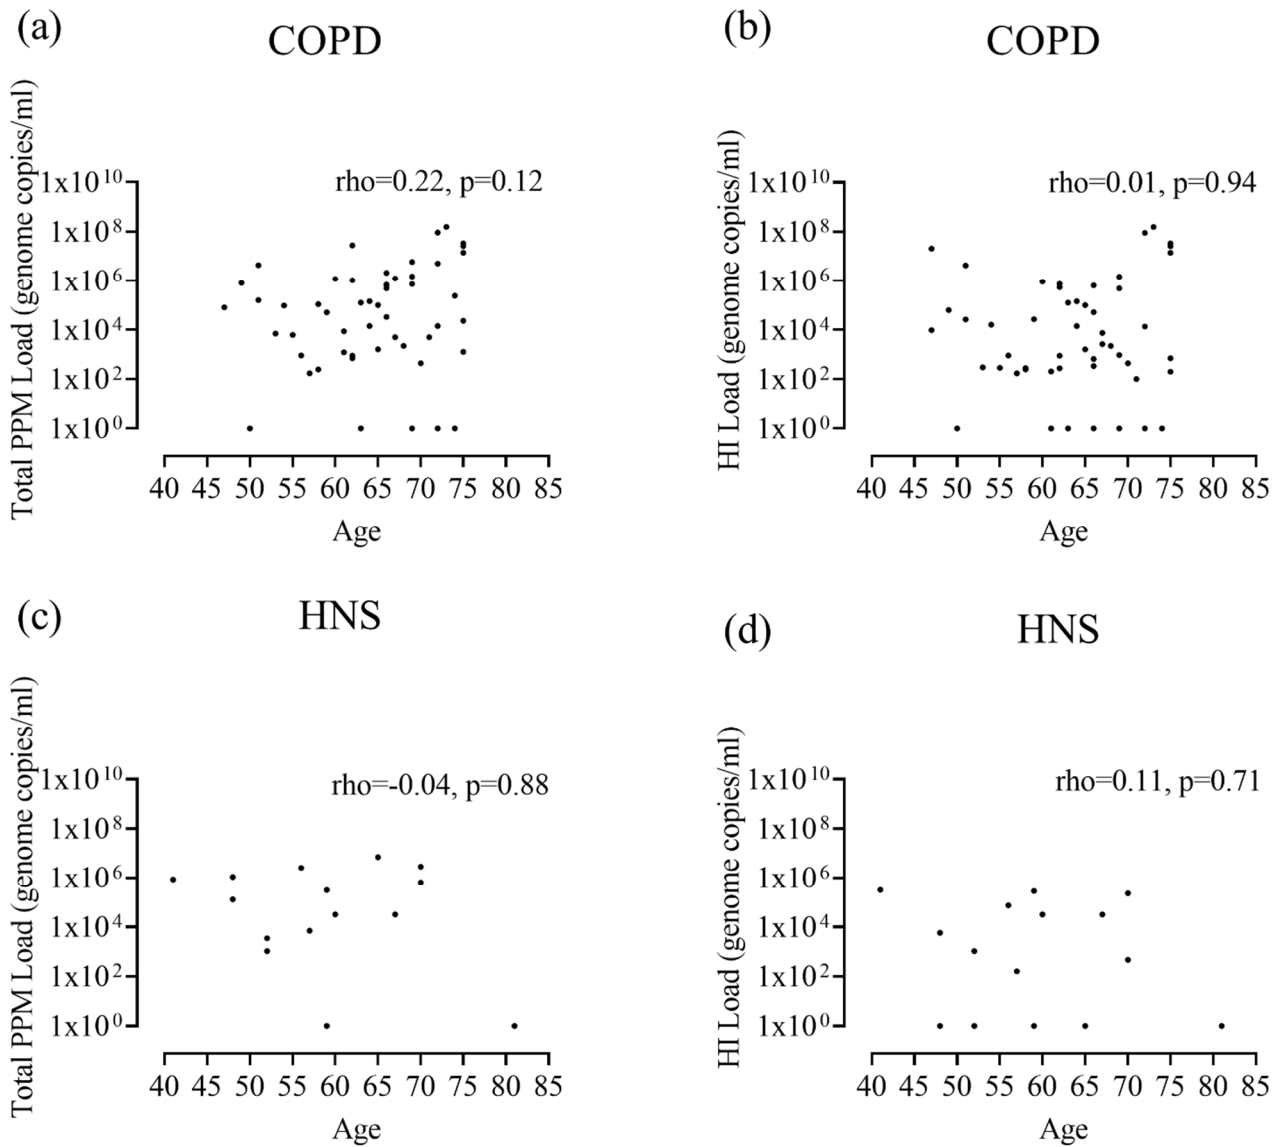 (a)
COPD
Total PPM Load (genome copies/ml)
rho=0.22, p=0.12
1x10^10
1x10^8
1x10^6
1x10^4
1x10^2
1x10^0
40 45 50 55 60 65 70 75 80 85
Age
(b)
COPD
HI Load (genome copies/ml)
rho=0.01, p=0.94
1x10^10
1x10^8
1x10^6
1x10^4
1x10^2
1x10^0
40 45 50 55 60 65 70 75 80 85
Age
(c)
HNS
Total PPM Load (genome copies/ml)
rho=-0.04, p=0.88
1x10^10
1x10^8
1x10^6
1x10^4
1x10^2
1x10^0
40 45 50 55 60 65 70 75 80 85
Age
(d)
HNS
HI Load (genome copies/ml)
rho=0.11, p=0.71
1x10^10
1x10^8
1x10^6
1x10^4
1x10^2
1x10^0
40 45 50 55 60 65 70 75 80 85
Age